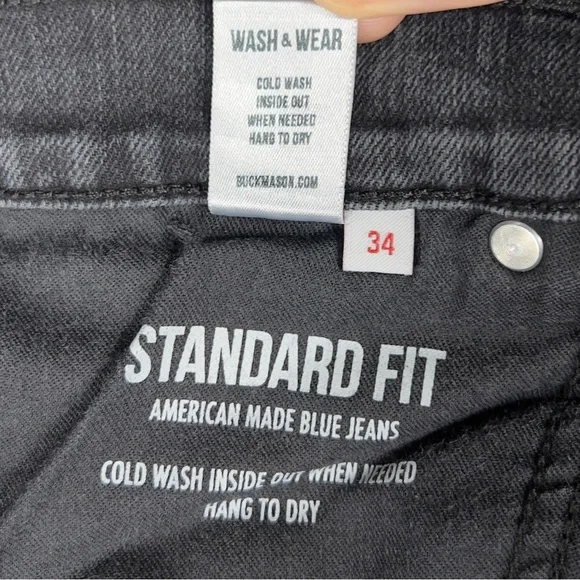 WASH & WEAR
COLD WASH
INSIDE OUT
WHEN NEEDED
HANG TO DRY
BUCKMASON.COM
34
STANDARD FIT
AMERICAN MADE BLUE JEANS
COLD WASH INSIDE OUT WHEN NEEDED
HANG TO DRY